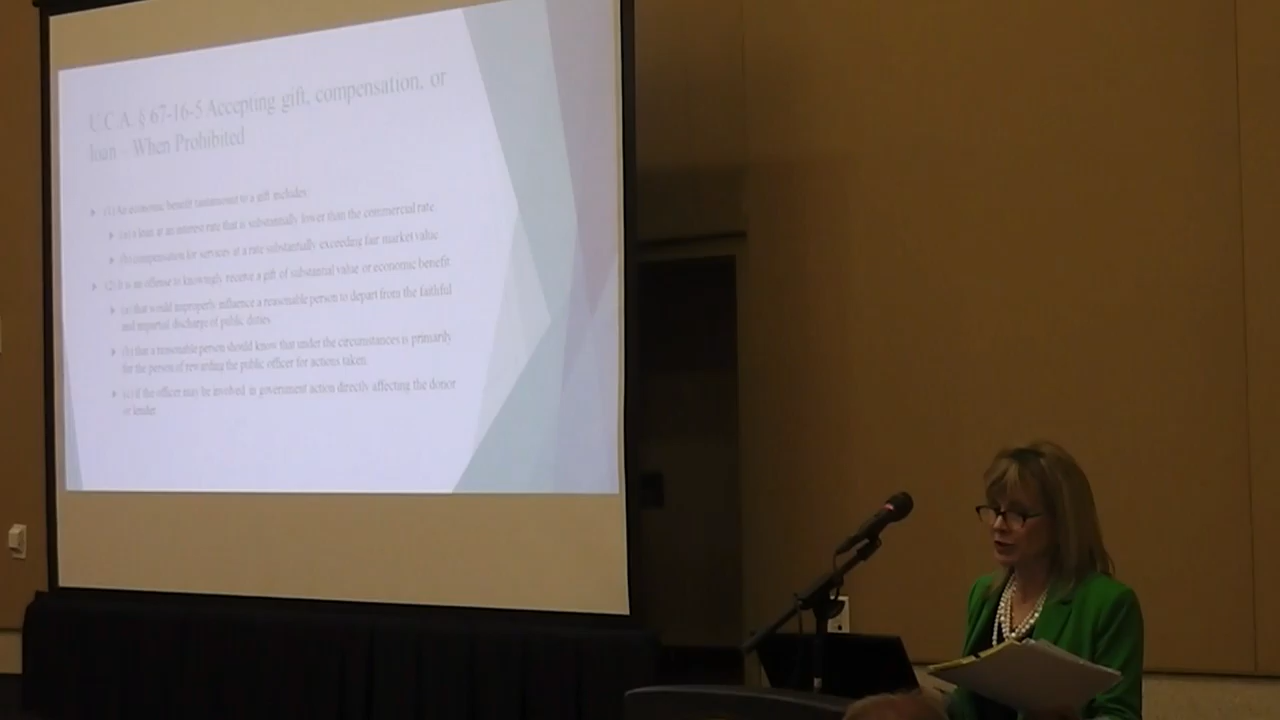 U.C.A. § 67-16-5 Accepting gift, compensation, or
loan – When Prohibited
(1) An economic benefit tantamount to a gift includes:
(a) a loan at an interest rate that is substantially lower than the commercial rate
(b) compensation for services at a rate substantially exceeding fair market value
(2) It is an offense to knowingly receive a gift of substantial value or economic benefit
(a) that would improperly influence a reasonable person to depart from the faithful
and impartial discharge of public duties
(b) that a reasonable person should know that under the circumstances is primarily
for the person of rewarding the public officer for actions taken
(c) if the officer may be involved in government action directly affecting the donor
or lender